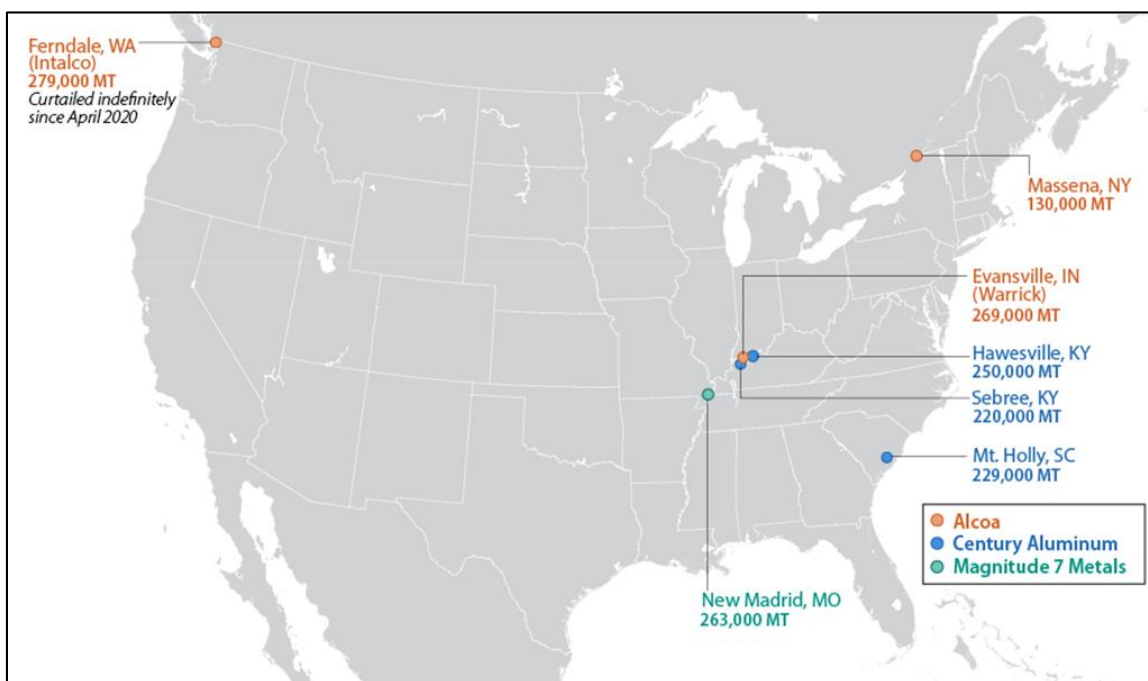 Ferndale, WA
(Intalco)
279,000 MT
Curtailed indefinitely
since April 2020
Massena, NY
130,000 MT
Evansville, IN
(Warrick)
269,000 MT
Hawesville, KY
250,000 MT
Sebree, KY
220,000 MT
Mt. Holly, SC
229,000 MT
Alcoa
Century Aluminum
Magnitude 7 Metals
New Madrid, MO
263,000 MT